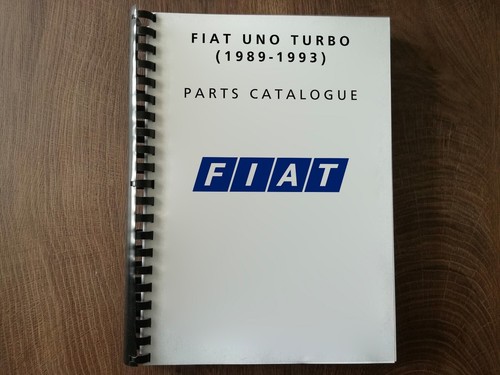 FIAT UNO TURBO
(1989-1993)
PARTS CATALOGUE
FIAT